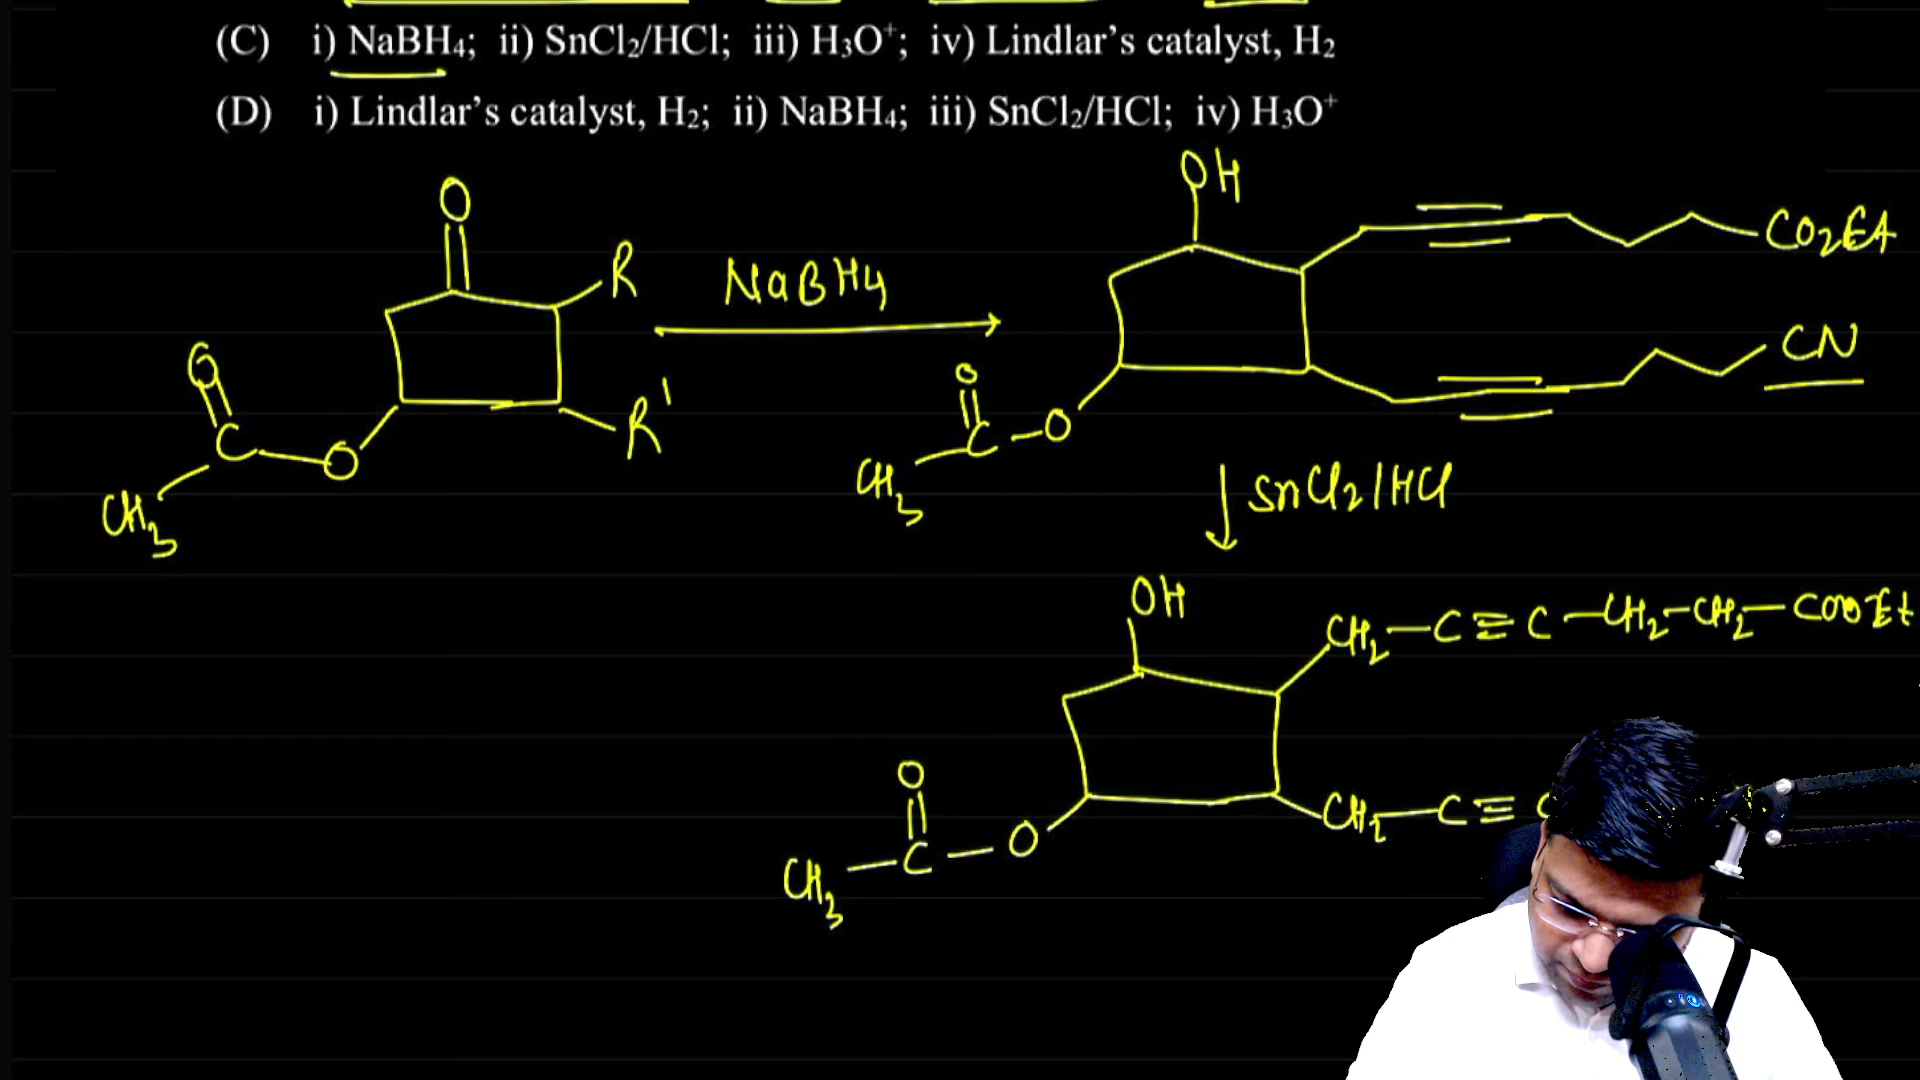 (C) i) NaBH₄; ii) SnCl₂/HCl; iii) H₃O⁺; iv) Lindlar's catalyst, H₂
(D) i) Lindlar's catalyst, H₂; ii) NaBH₄; iii) SnCl₂/HCl; iv) H₃O⁺
O
R
R'
O
C
O
CH₃
NaBH₄
OH
CO₂Et
CN
O
C-O
CH₃
↓ SnCl₂/HCl
OH
CH₂-C≡C-CH₂-CH₂-COOEt
CH₂-C≡C
O
CH₃-C-O